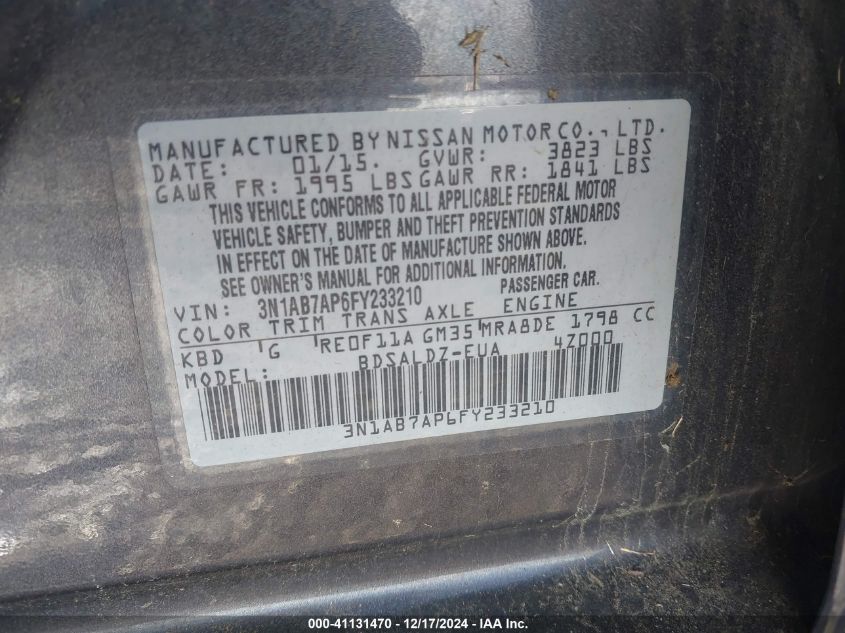 MANUFACTURED BY NISSAN MOTOR CO., LTD.
DATE: 01/15. GVWR: 3823 LBS
GAWR FR: 1995 LBS GAWR RR: 1841 LBS
THIS VEHICLE CONFORMS TO ALL APPLICABLE FEDERAL MOTOR
VEHICLE SAFETY, BUMPER AND THEFT PREVENTION STANDARDS
IN EFFECT ON THE DATE OF MANUFACTURE SHOWN ABOVE.
SEE OWNER'S MANUAL FOR ADDITIONAL INFORMATION.
VIN: 3N1AB7AP6FY233210 PASSENGER CAR.
COLOR TRIM TRANS AXLE ENGINE
KBD G RE0F11A GM35 MRA8DE 1798 CC
MODEL: BDSALDZ-EUA 4Z000
3N1AB7AP6FY233210
000-41131470 — 12/17/2024 — IAA Inc.